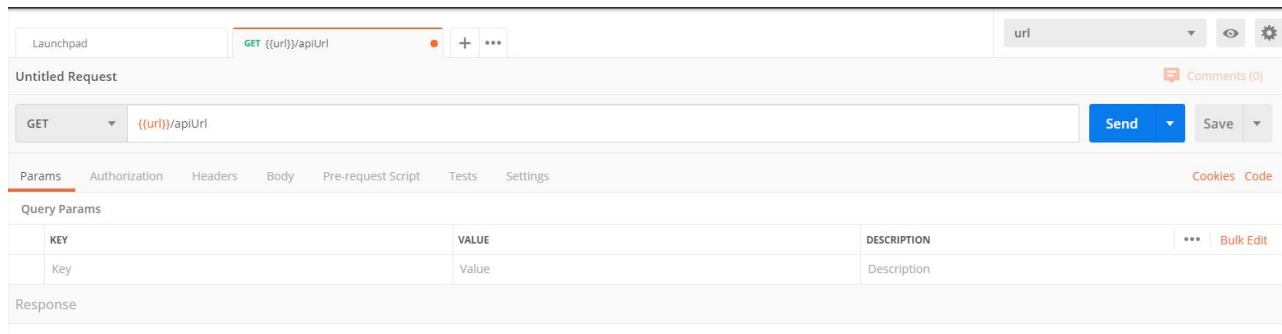 Launchpad
GET {{url}}/apiUrl
url
Untitled Request
Comments (0)
GET
{{url}}/apiUrl
Send
Save
Params Authorization Headers Body Pre-request Script Tests Settings
Cookies Code
Query Params
KEY VALUE DESCRIPTION
Bulk Edit
Key Value Description
Response